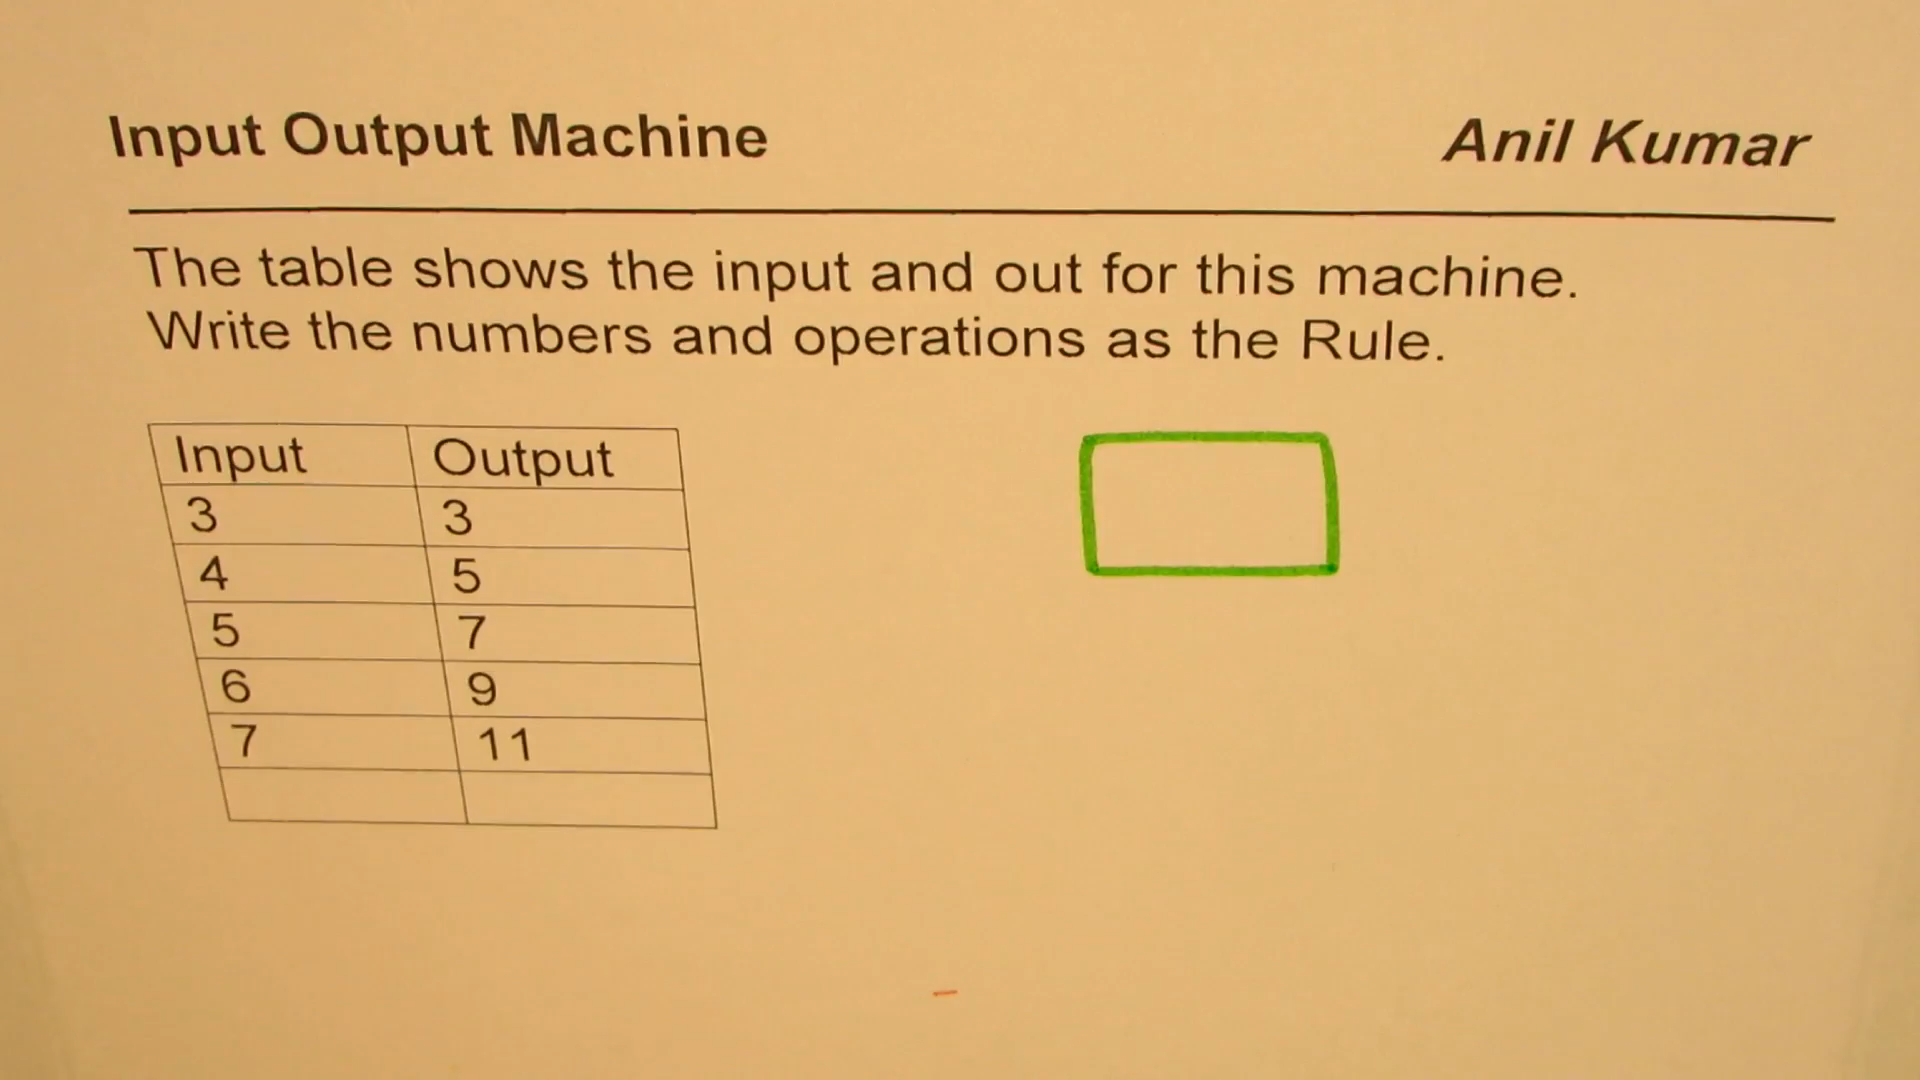 Input Output Machine Anil Kumar
The table shows the input and out for this machine.
Write the numbers and operations as the Rule.
Input Output
3 3
4 5
5 7
6 9
7 11